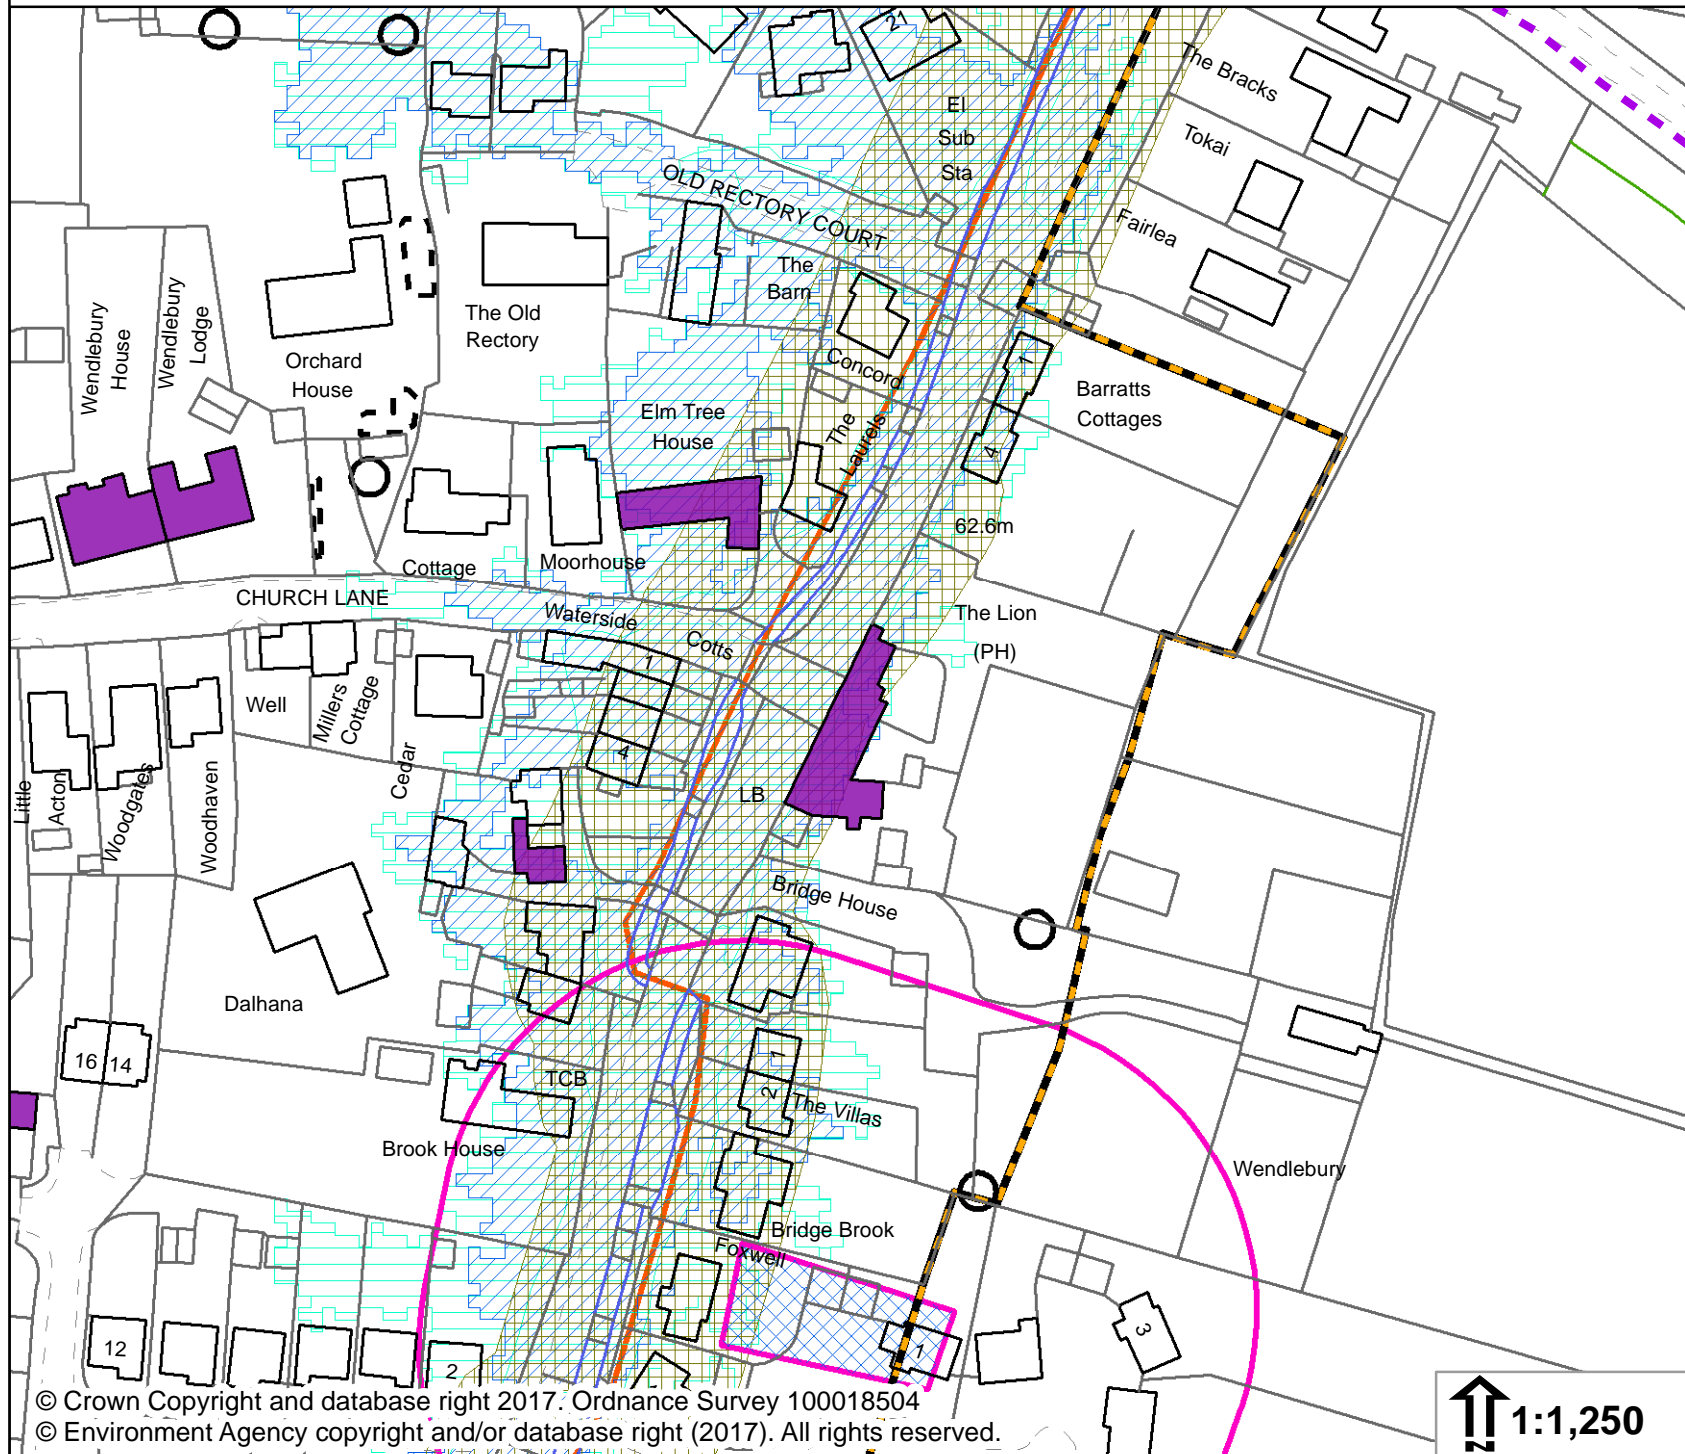 21
The Bracks
El
Sub
Sta
Tokai
OLD RECTORY COURT
Fairlea
The
Barn
Wendlebury
House
Wendlebury
Lodge
The Old
Rectory
Orchard
House
Concord
1
Barratts
Cottages
Elm Tree
House
The
Laurels
4
62.6m
Cottage
Moorhouse
CHURCH LANE
Waterside
Cotts
The Lion
(PH)
1
Well
Millers
Cottage
Cedar
4
LB
Little
Acton
Woodgates
Woodhaven
Bridge House
Dalhana
16
14
TCB
1
2
The Villas
Brook House
Wendlebury
Bridge Brook
Foxwell
12
2
1
3
© Crown Copyright and database right 2017. Ordnance Survey 100018504
© Environment Agency copyright and/or database right (2017). All rights reserved.
1:1,250
N